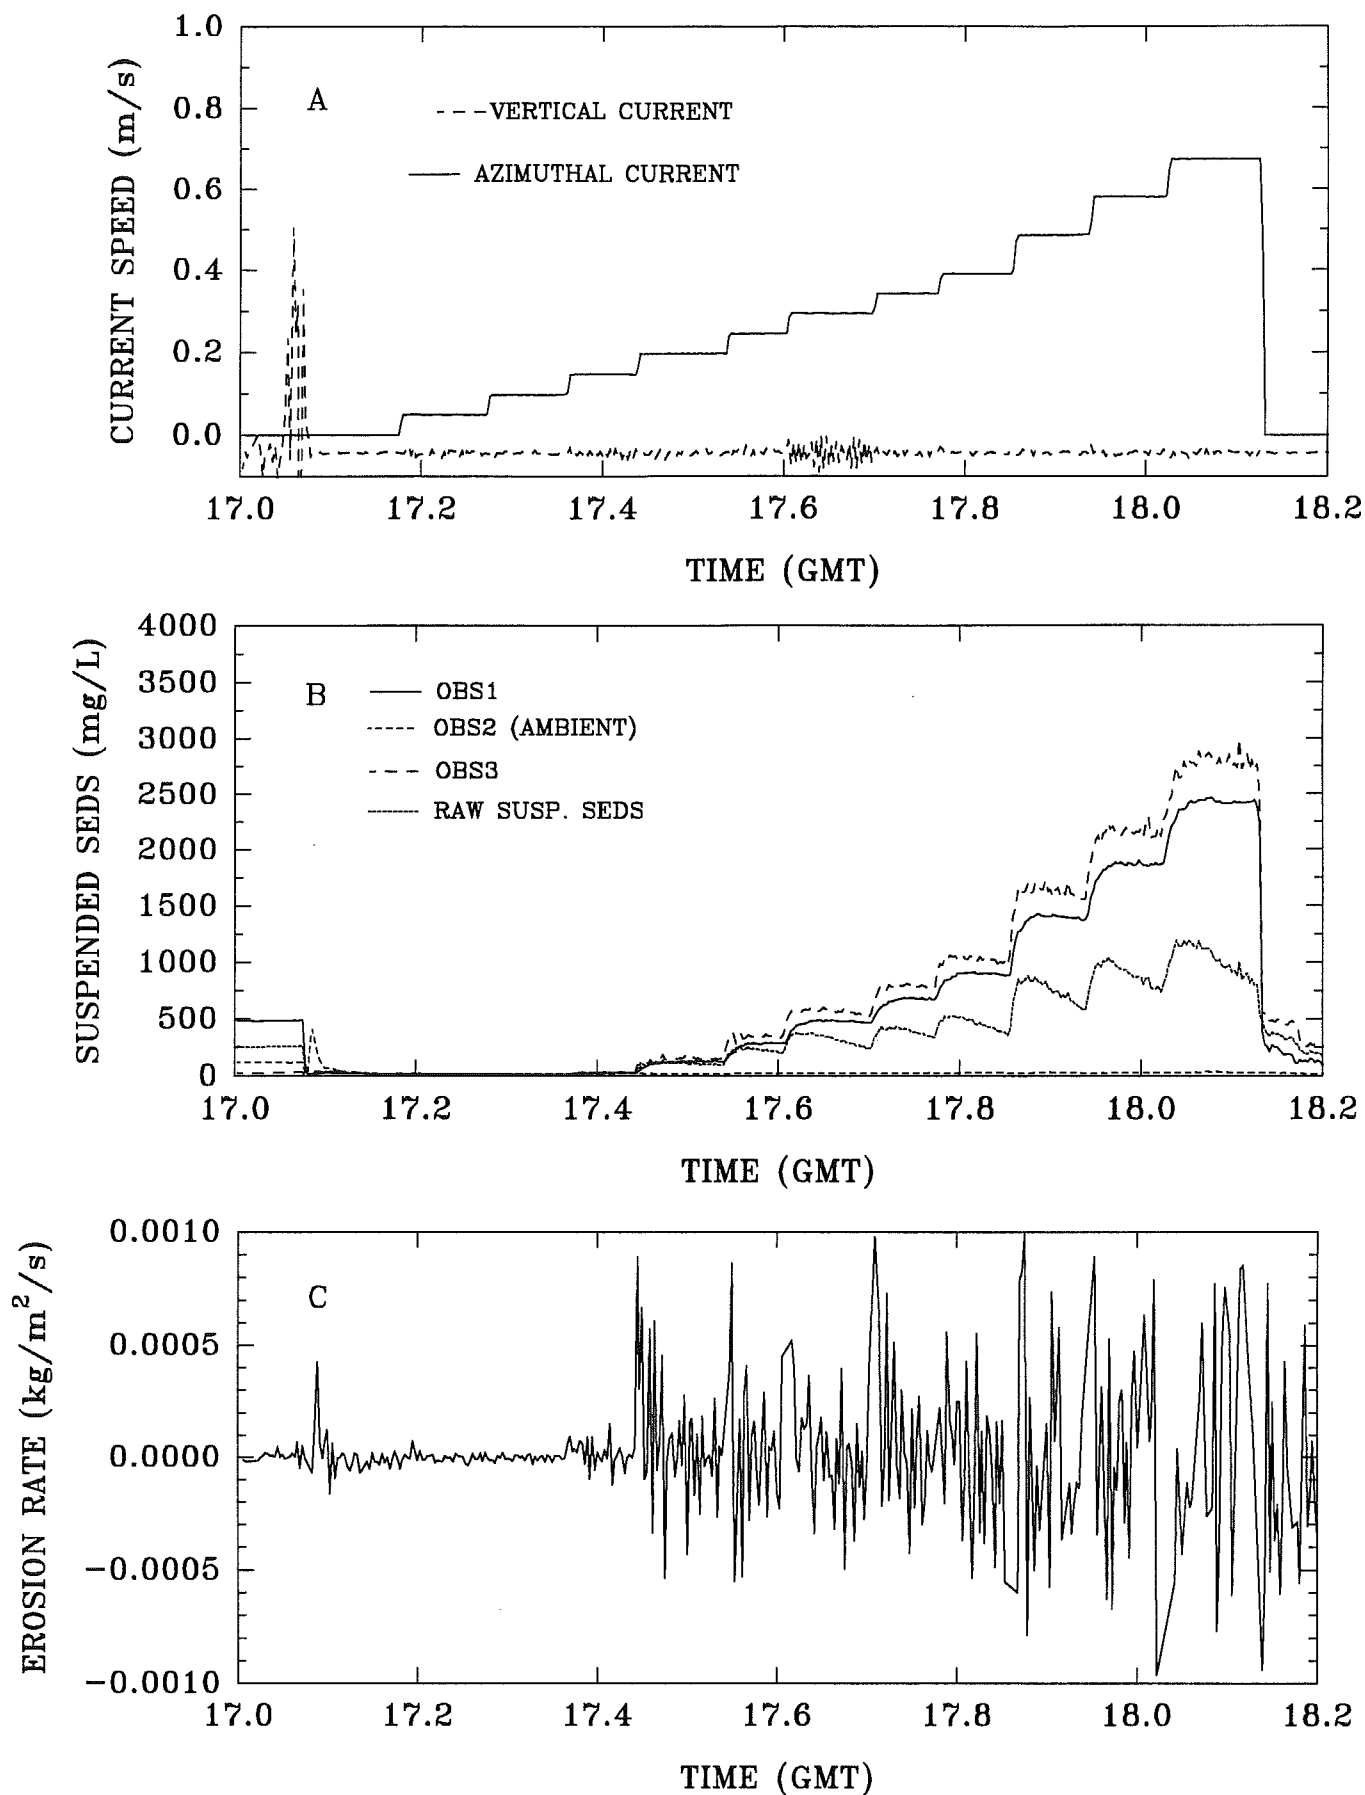 1.0
0.8
0.6
0.4
0.2
0.0
CURRENT SPEED (m/s)
A
VERTICAL CURRENT
AZIMUTHAL CURRENT
17.0 17.2 17.4 17.6 17.8 18.0 18.2
TIME (GMT)
4000
3500
3000
2500
2000
1500
1000
500
0
SUSPENDED SEDS (mg/L)
B
OBS1
OBS2 (AMBIENT)
OBS3
RAW SUSP. SEDS
17.0 17.2 17.4 17.6 17.8 18.0 18.2
TIME (GMT)
0.0010
0.0005
0.0000
−0.0005
−0.0010
EROSION RATE (kg/m²/s)
C
17.0 17.2 17.4 17.6 17.8 18.0 18.2
TIME (GMT)